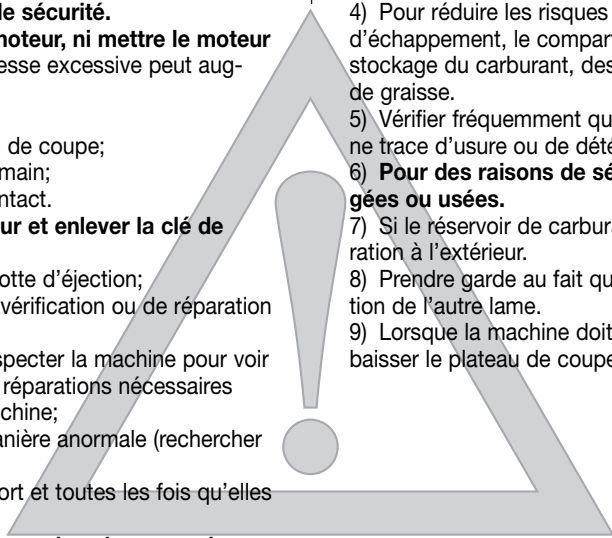 le sécurité.
moteur, ni mettre le moteur
esse excessive peut aug-
de coupe;
main;
ntact.
ur et enlever la clé de
otte d’éjection;
vérification ou de réparation
specter la machine pour voir
réparations nécessaires
chine;
anière anormale (rechercher
ort et toutes les fois qu’elles
4) Pour réduire les risques
d’échappement, le compar
stockage du carburant, des
de graisse.
5) Vérifier fréquemment qu
ne trace d’usure ou de dété
6) Pour des raisons de sé
gées ou usées.
7) Si le réservoir de carbura
ration à l’extérieur.
8) Prendre garde au fait qu
tion de l’autre lame.
9) Lorsque la machine doit
baisser le plateau de coupe